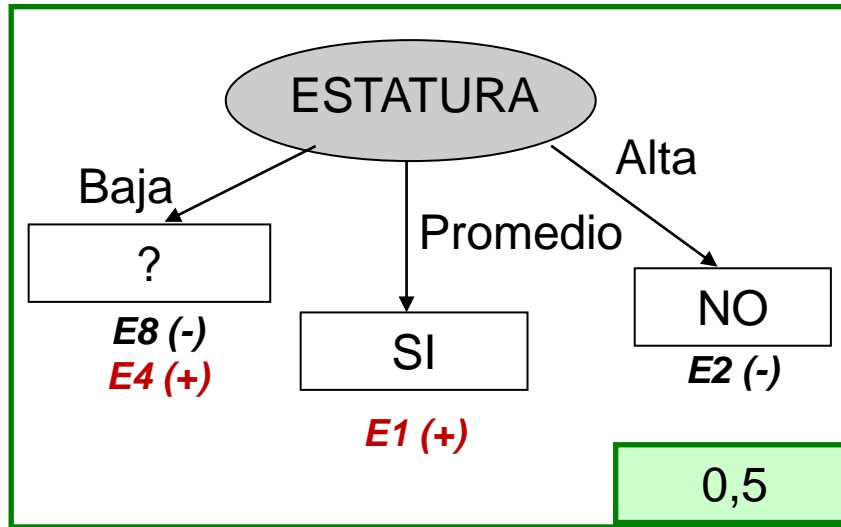 ESTATURA
Baja
Promedio
Alta
?
E8 (-)
E4 (+)
SI
E1 (+)
NO
E2 (-)
0,5